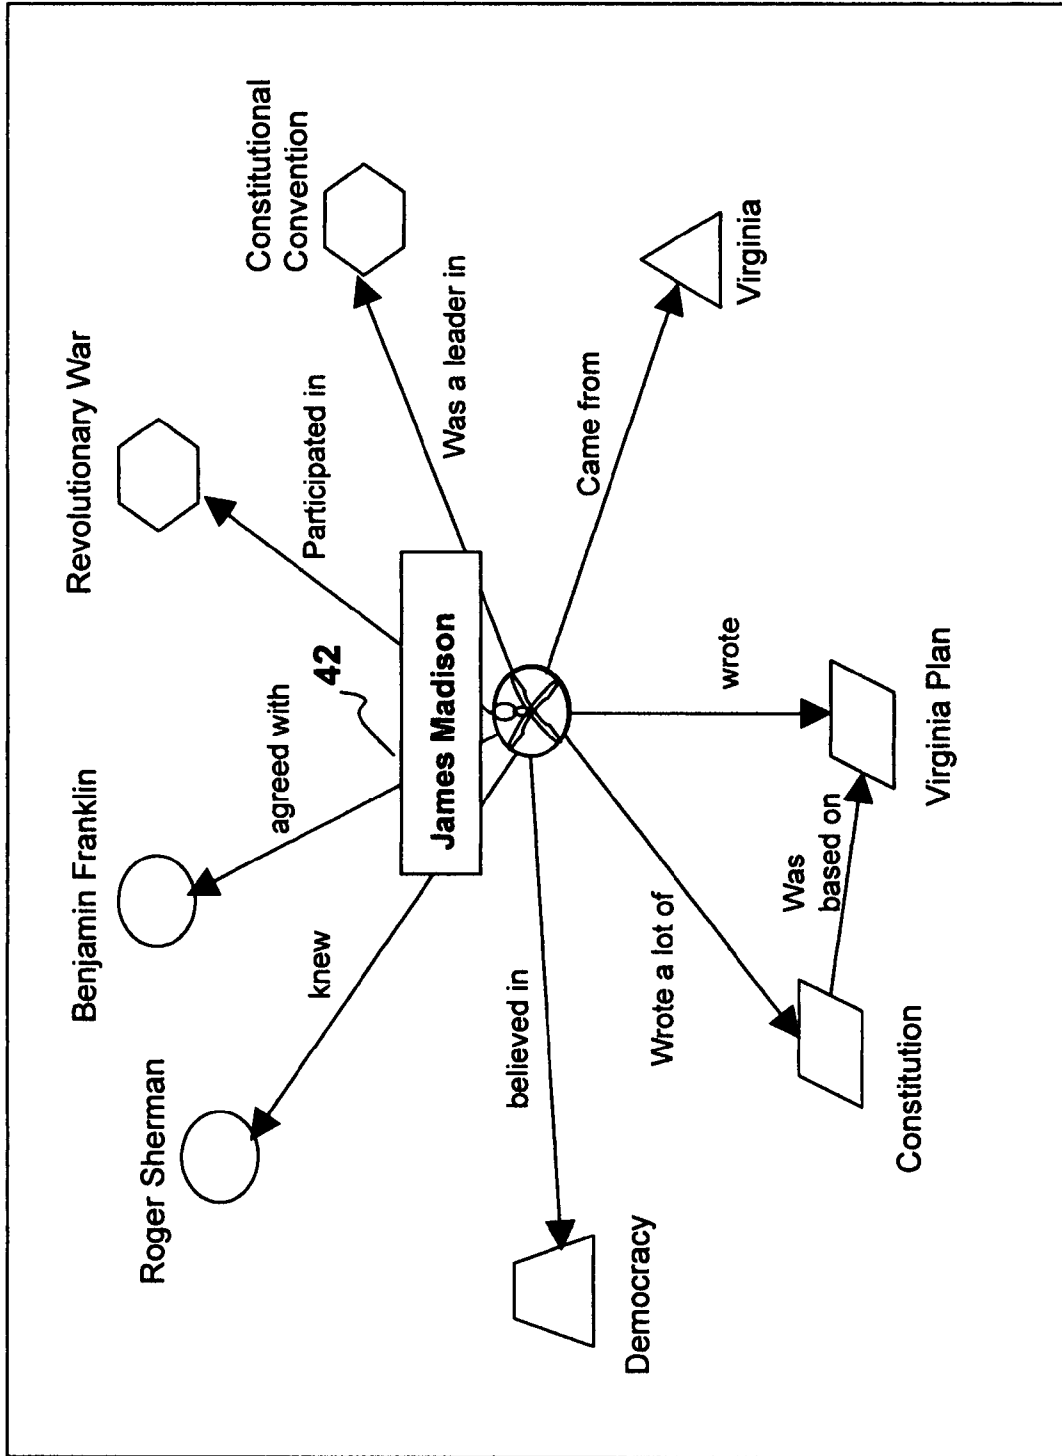 Revolutionary War
Benjamin Franklin
Roger Sherman
Constitutional
Convention
Participated in
agreed with
42
knew
James Madison
Was a leader in
believed in
Came from
Democracy
Wrote a lot of
wrote
Virginia
Was
based on
Constitution
Virginia Plan